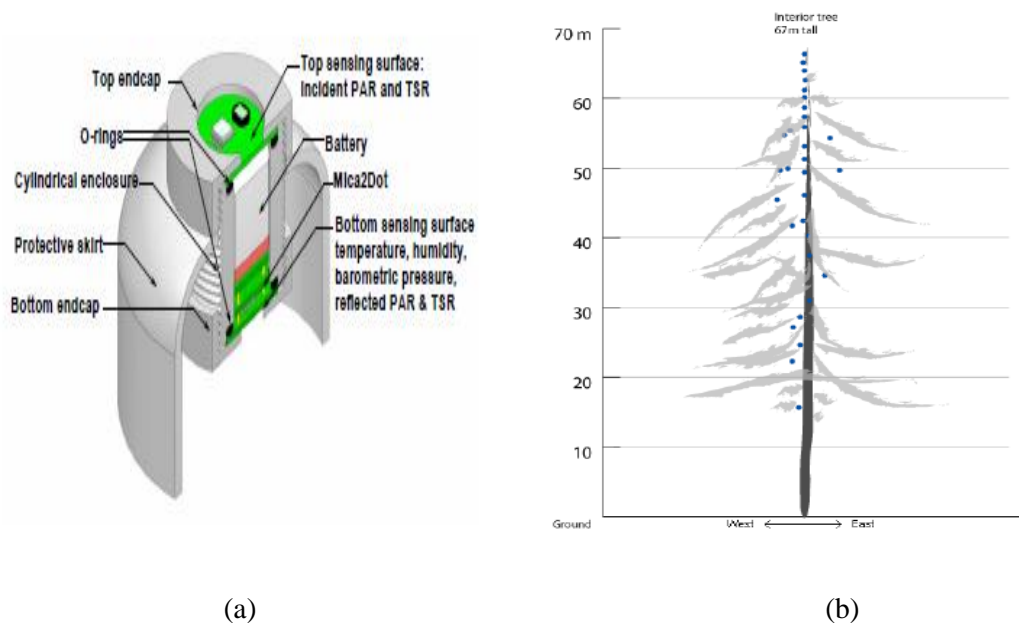 Top endcap
O-rings
Cylindrical enclosure
Protective skirt
Bottom endcap
Top sensing surface:
Incident PAR and TSR
Battery
Mica2Dot
Bottom sensing surface
temperature, humidity,
barometric pressure,
reflected PAR & TSR
(a)
Interior tree
67m tall
70 m
60
50
40
30
20
10
Ground
West
East
(b)